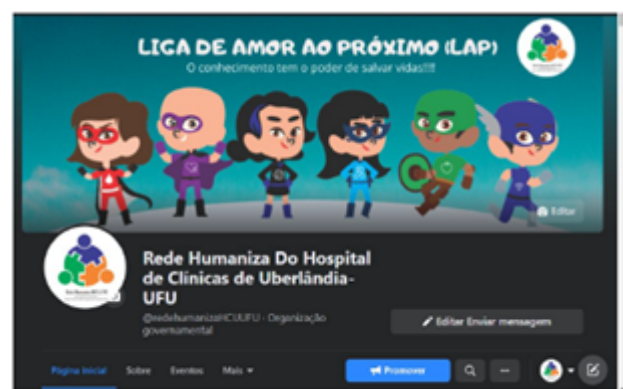 LIGA DE AMOR AO PRÓXIMO (LAP)
O conhecimento tem o poder de salvar vidas!!!!
Editar
Rede Humaniza Do Hospital
de Clínicas de Uberlândia-
UFU
@redehumanizaHCUUFU · Organização
governamental
Editar Enviar mensagem
Página inicial Sobre Eventos Mais
Promover